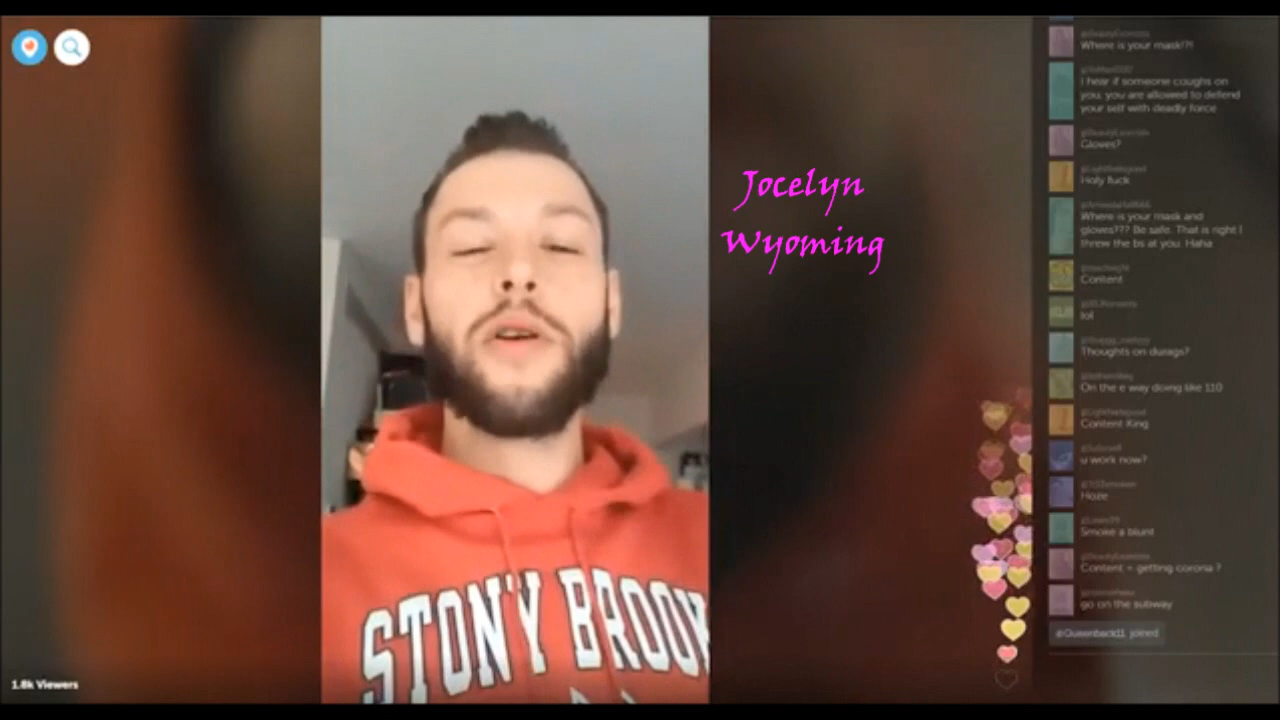 Jocelyn
Wyoming
STONY BROOK
1.8k Viewers
Where is your mask!?!
I hear if someone coughs on
you, you are allowed to defend
your self with deadly force
Gloves?
Holy fuck
Where is your mask and
gloves??? Be safe. That is right I
threw the bs at you. Haha
Content
lol
Thoughts on durags?
On the e way doing like 110
Content King
u work now?
Haze
Smoke a blunt
Content = getting corona ?
go on the subway
joined